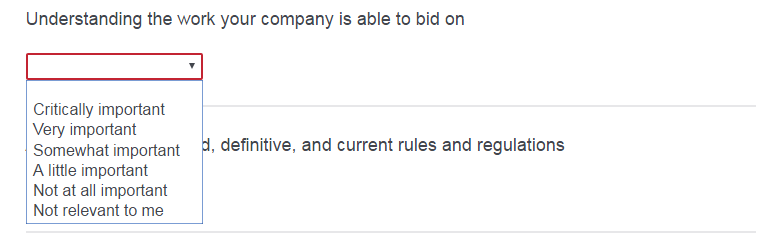 Understanding the work your company is able to bid on
Critically important
Very important
Somewhat important
d, definitive, and current rules and regulations
A little important
Not at all important
Not relevant to me